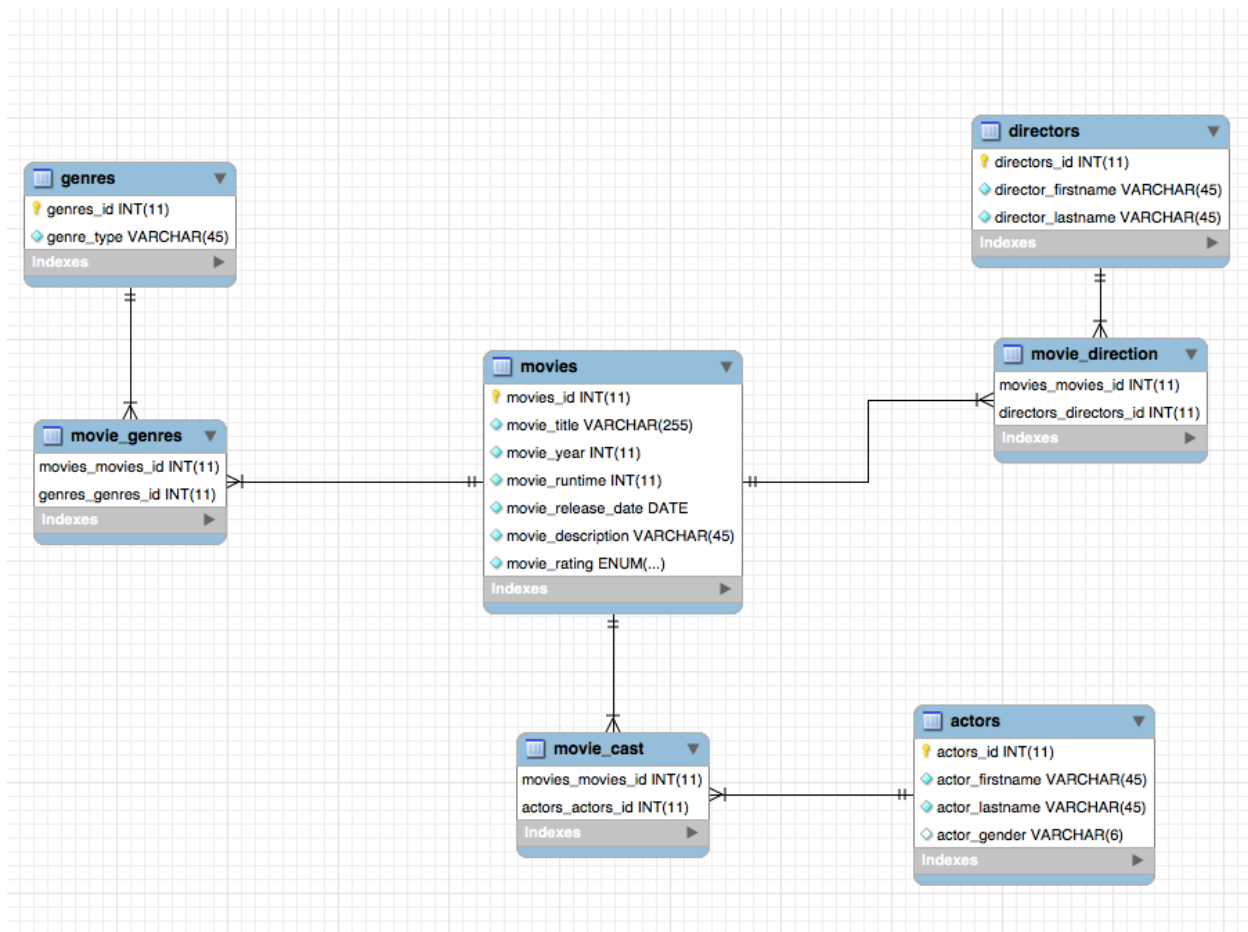 directors
directors_id INT(11)
director_firstname VARCHAR(45)
director_lastname VARCHAR(45)
Indexes
genres
genres_id INT(11)
genre_type VARCHAR(45)
Indexes
movies
movies_id INT(11)
movie_title VARCHAR(255)
movie_year INT(11)
movie_runtime INT(11)
movie_release_date DATE
movie_description VARCHAR(45)
movie_rating ENUM(...)
Indexes
movie_direction
movies_movies_id INT(11)
directors_directors_id INT(11)
Indexes
movie_genres
movies_movies_id INT(11)
genres_genres_id INT(11)
Indexes
movie_cast
movies_movies_id INT(11)
actors_actors_id INT(11)
Indexes
actors
actors_id INT(11)
actor_firstname VARCHAR(45)
actor_lastname VARCHAR(45)
actor_gender VARCHAR(6)
Indexes